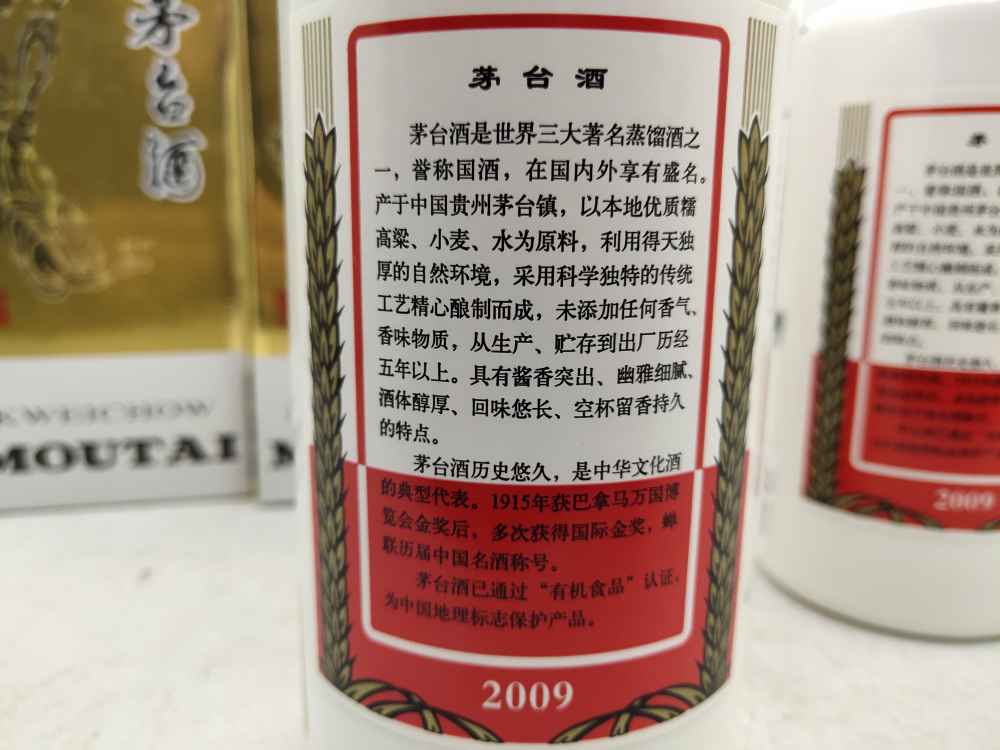 茅台酒
茅台酒是世界三大著名蒸馏酒之
一，誉称国酒，在国内外享有盛名。
产于中国贵州茅台镇，以本地优质糯
高粱、小麦、水为原料，利用得天独
厚的自然环境，采用科学独特的传统
工艺精心酿制而成，未添加任何香气、
香味物质，从生产、贮存到出厂历经
五年以上。具有酱香突出、幽雅细腻、
酒体醇厚、回味悠长、空杯留香持久
的特点。
茅台酒历史悠久，是中华文化酒
的典型代表。1915年获巴拿马万国博
览会金奖后，多次获得国际金奖，蝉
联历届中国名酒称号。
茅台酒已通过“有机食品”认证，
为中国地理标志保护产品。
2009
茅台酒
KWEICHOW
MOUTAI
2009